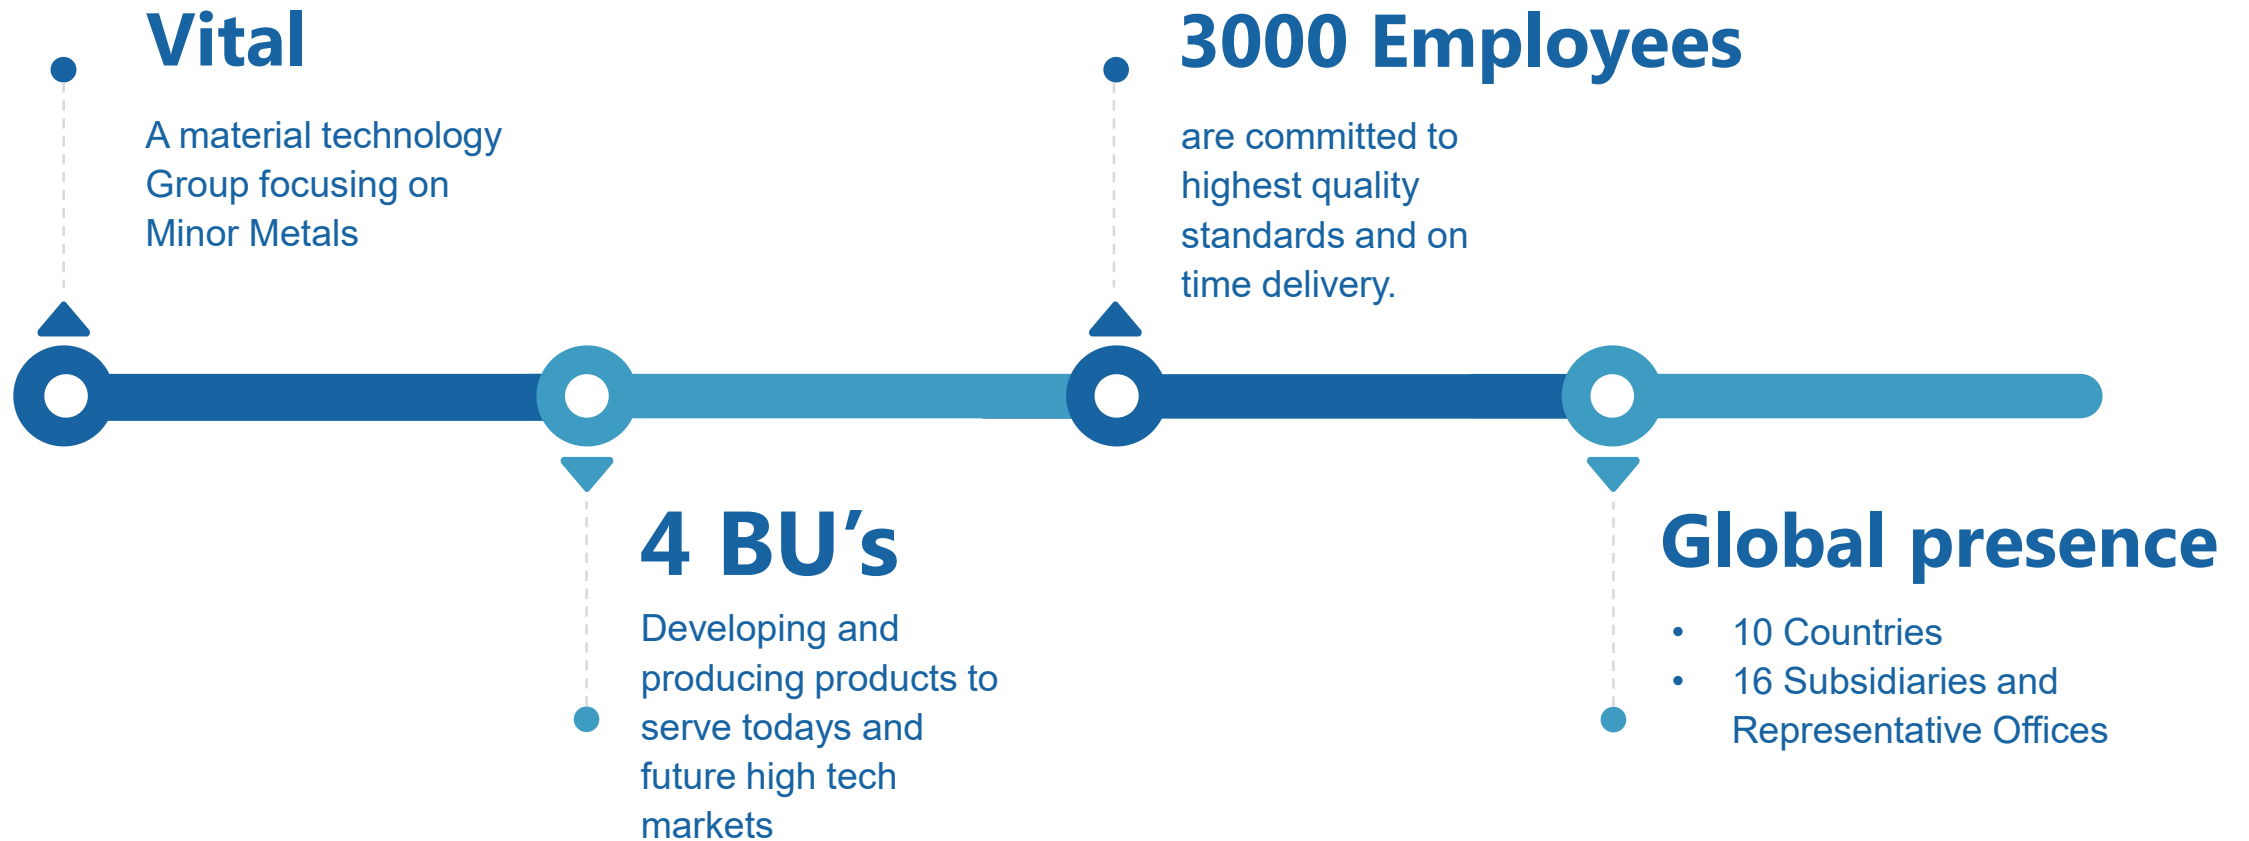 Vital
A material technology
Group focusing on
Minor Metals
4 BU’s
Developing and
producing products to
serve todays and
future high tech
markets
3000 Employees
are committed to
highest quality
standards and on
time delivery.
Global presence
• 10 Countries
• 16 Subsidiaries and
Representative Offices